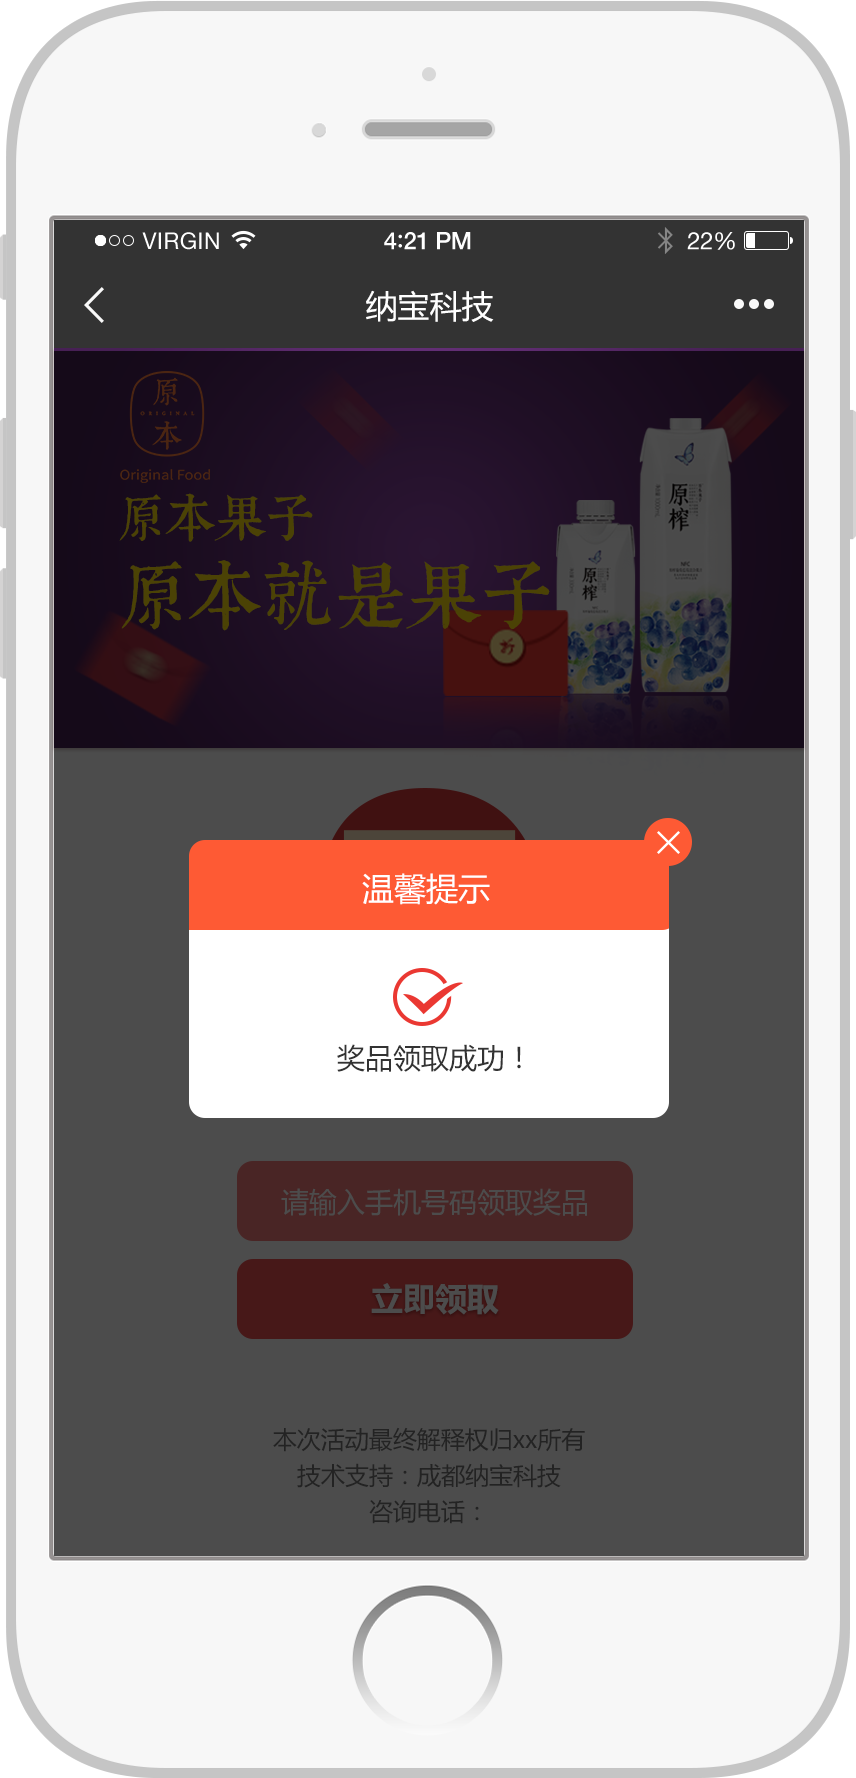 VIRGIN
4:21 PM
22%
纳宝科技
原
ORIGINAL
本
Original Food
原本果子
原本就是果子
原榨
原榨
NFC
温馨提示
奖品领取成功！
请输入手机号码领取奖品
立即领取
本次活动最终解释权归xx所有
技术支持：成都纳宝科技
咨询电话：